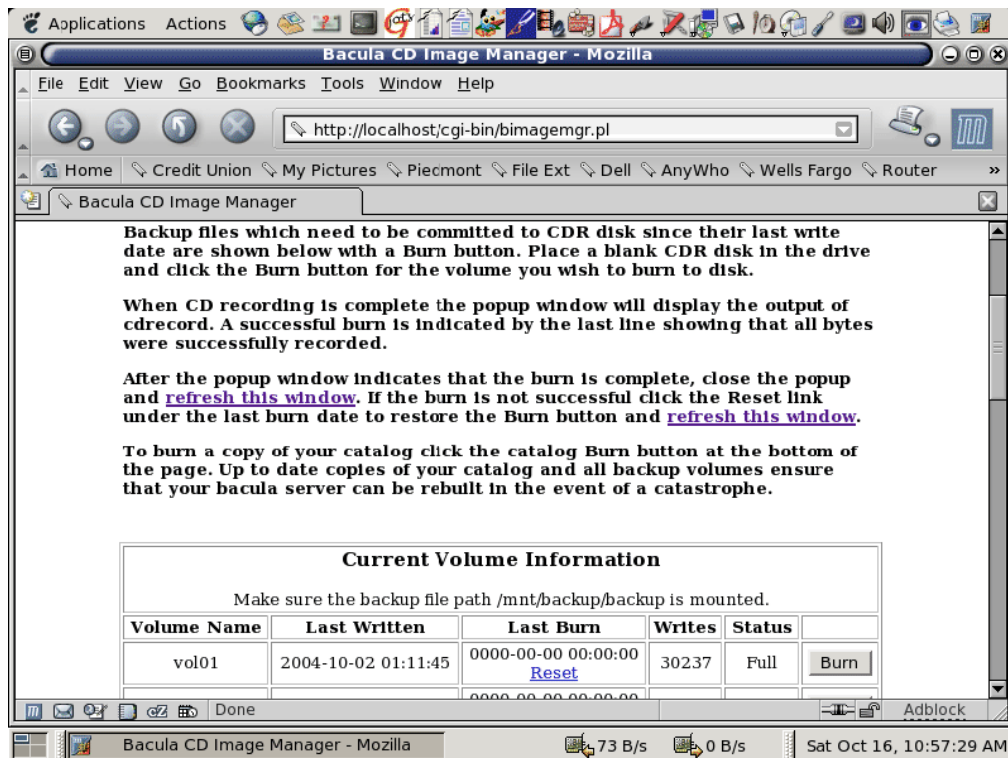 Applications Actions
Bacula CD Image Manager - Mozilla
File Edit View Go Bookmarks Tools Window Help
http://localhost/cgi-bin/bimagemgr.pl
Home Credit Union My Pictures Piedmont File Ext Dell AnyWho Wells Fargo Router »
Bacula CD Image Manager
Backup files which need to be committed to CDR disk since their last write
date are shown below with a Burn button. Place a blank CDR disk in the drive
and click the Burn button for the volume you wish to burn to disk.
When CD recording is complete the popup window will display the output of
cdrecord. A successful burn is indicated by the last line showing that all bytes
were successfully recorded.
After the popup window indicates that the burn is complete, close the popup
and refresh this window. If the burn is not successful click the Reset link
under the last burn date to restore the Burn button and refresh this window.
To burn a copy of your catalog click the catalog Burn button at the bottom of
the page. Up to date copies of your catalog and all backup volumes ensure
that your bacula server can be rebuilt in the event of a catastrophe.
Current Volume Information
Make sure the backup file path /mnt/backup/backup is mounted.
Volume Name Last Written Last Burn Writes Status
vol01 2004-10-02 01:11:45 0000-00-00 00:00:00 30237 Full Burn
Reset
0000-00-00 00:00:00
Done Adblock
Bacula CD Image Manager - Mozilla 73 B/s 0 B/s Sat Oct 16, 10:57:29 AM